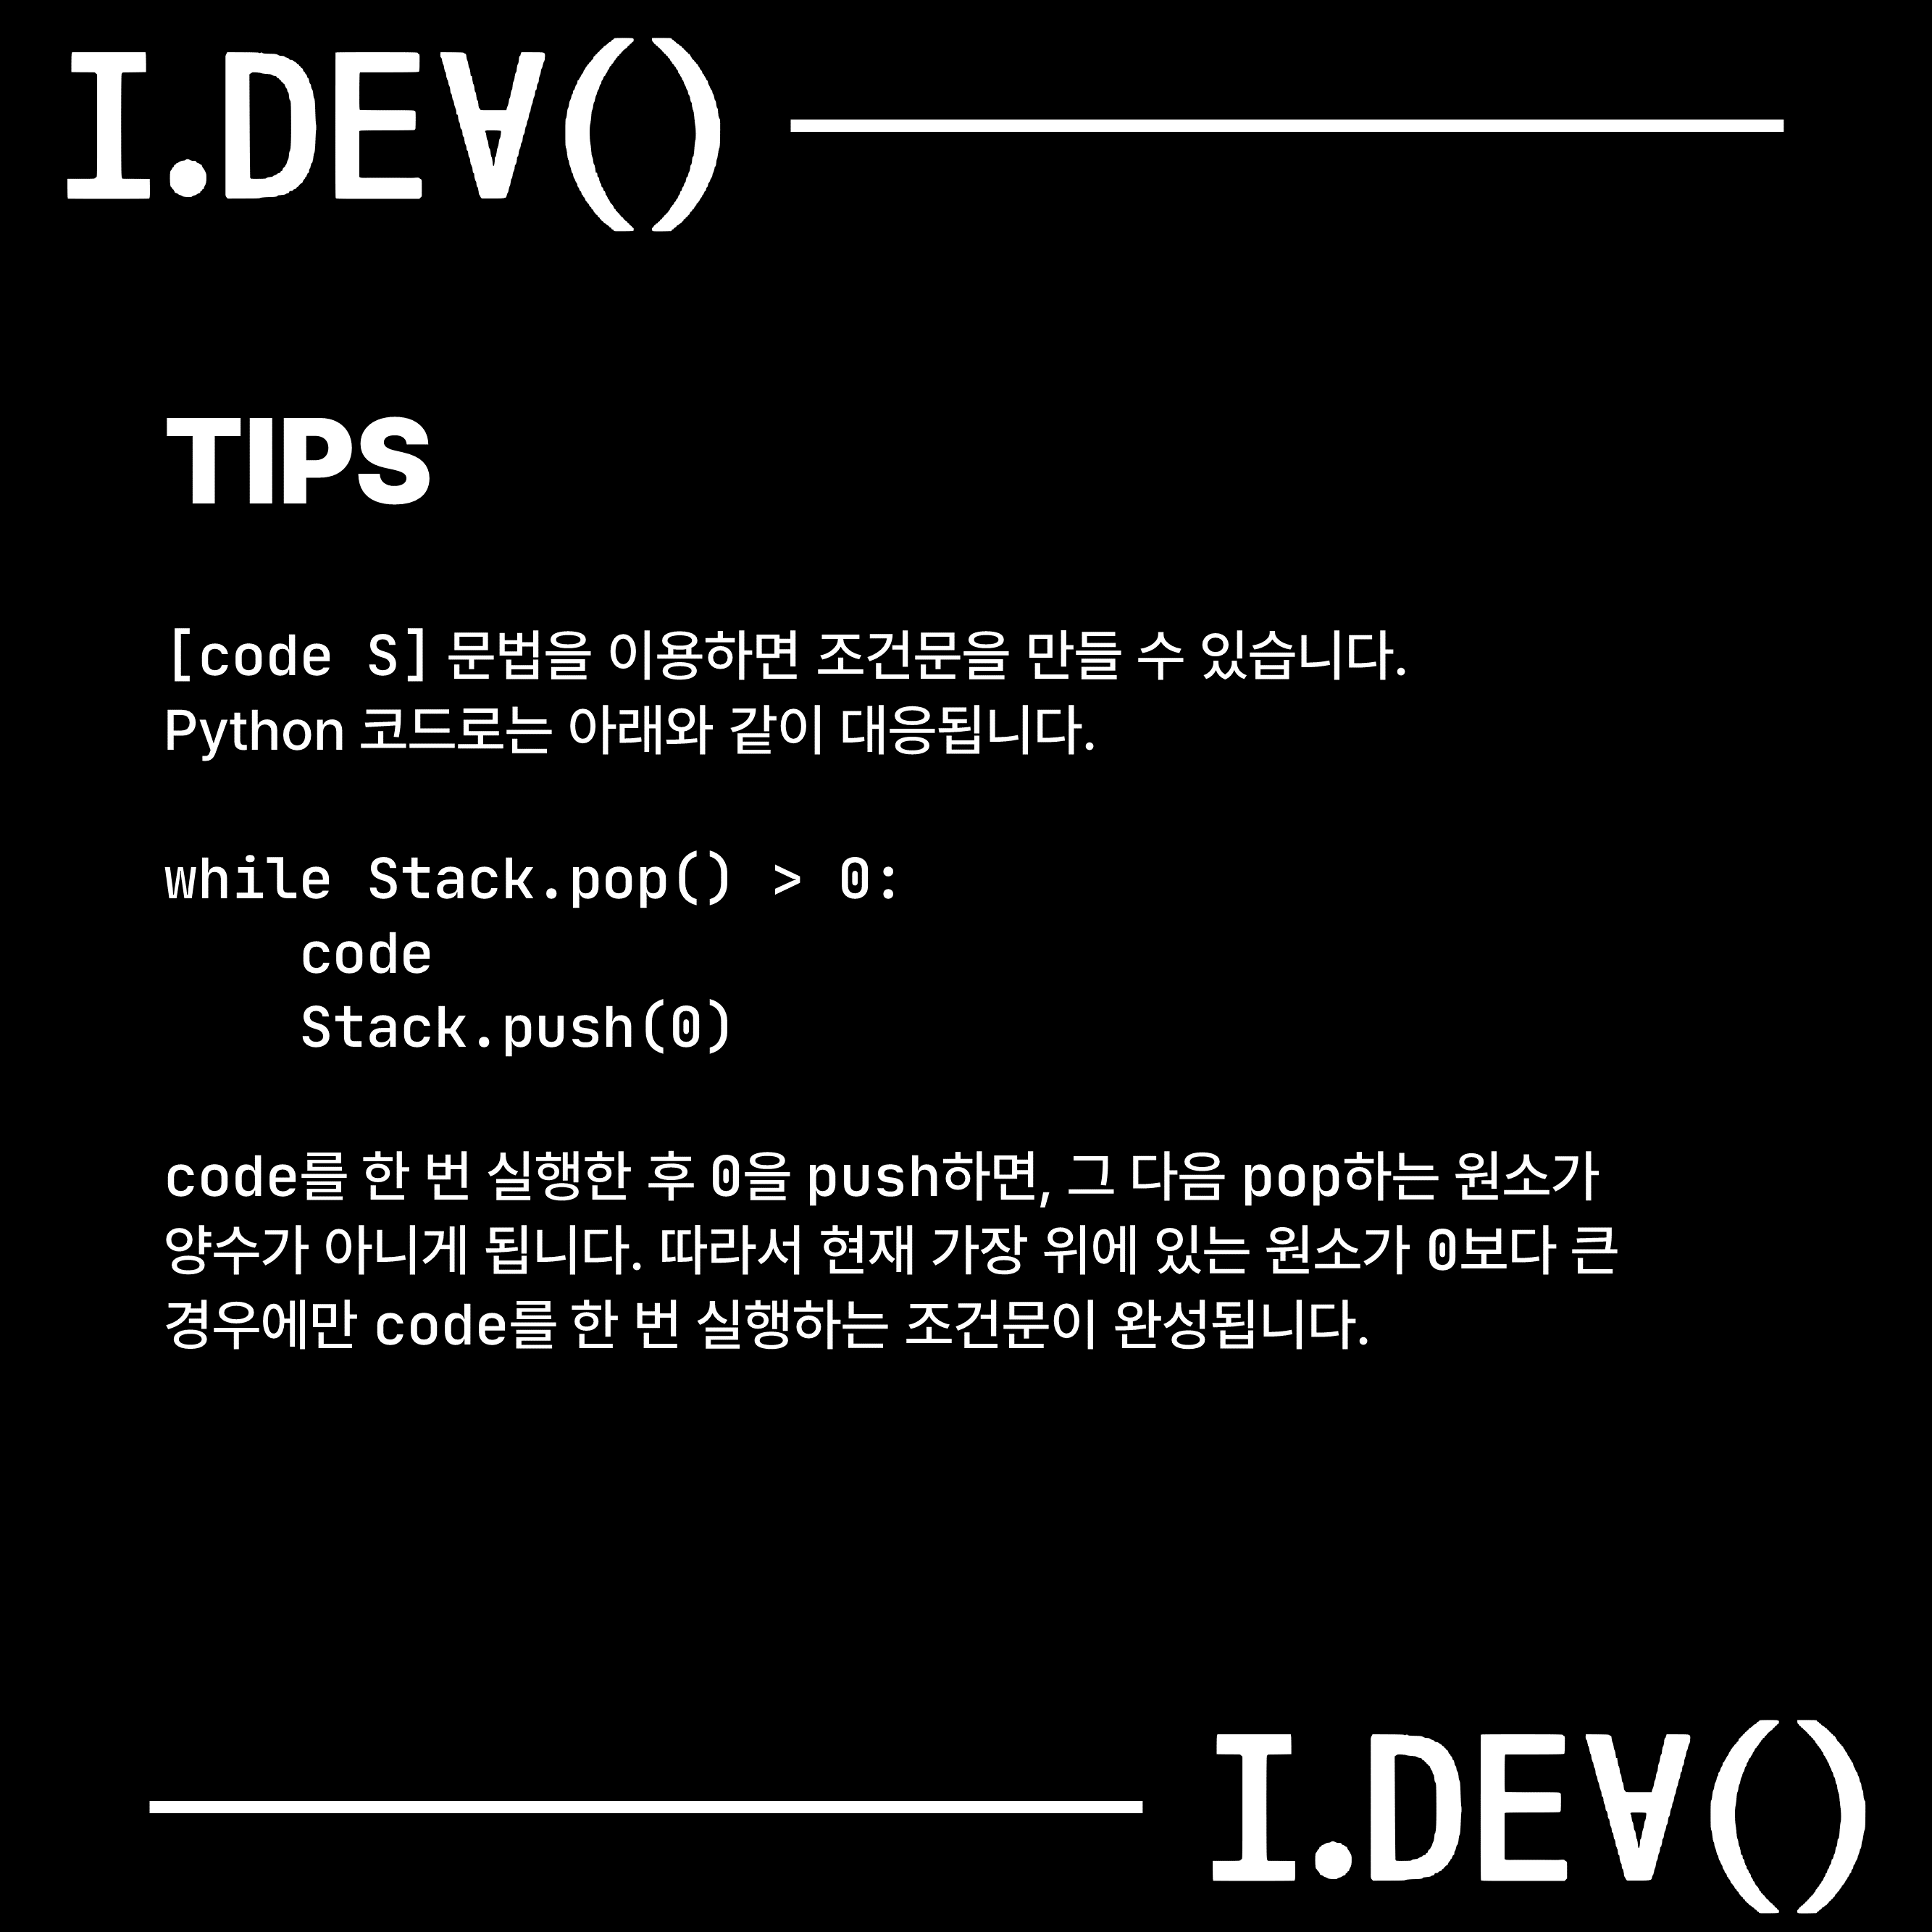 I.DEV()
TIPS
[code S] 문법을 이용하면 조건문을 만들 수 있습니다.
Python 코드로는 아래와 같이 대응됩니다.
while Stack.pop() > 0:
code
Stack.push(0)
code를 한 번 실행한 후 0을 push하면, 그 다음 pop하는 원소가
양수가 아니게 됩니다. 따라서 현재 가장 위에 있는 원소가 0보다 큰
경우에만 code를 한 번 실행하는 조건문이 완성됩니다.
I.DEV()